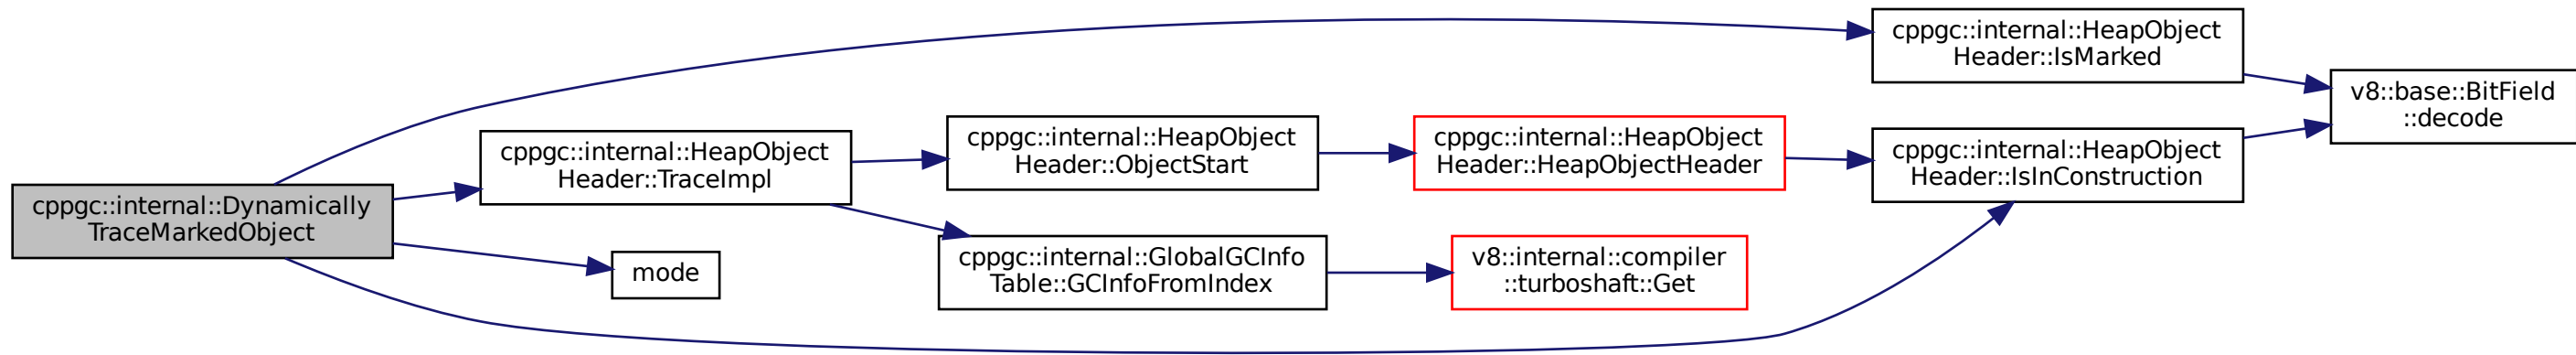 cppgc::internal::Dynamically
TraceMarkedObject
cppgc::internal::HeapObject
Header::TraceImpl
mode
cppgc::internal::HeapObject
Header::ObjectStart
cppgc::internal::GlobalGCInfo
Table::GCInfoFromIndex
cppgc::internal::HeapObject
Header::HeapObjectHeader
v8::internal::compiler
::turboshaft::Get
cppgc::internal::HeapObject
Header::IsMarked
cppgc::internal::HeapObject
Header::IsInConstruction
v8::base::BitField
::decode